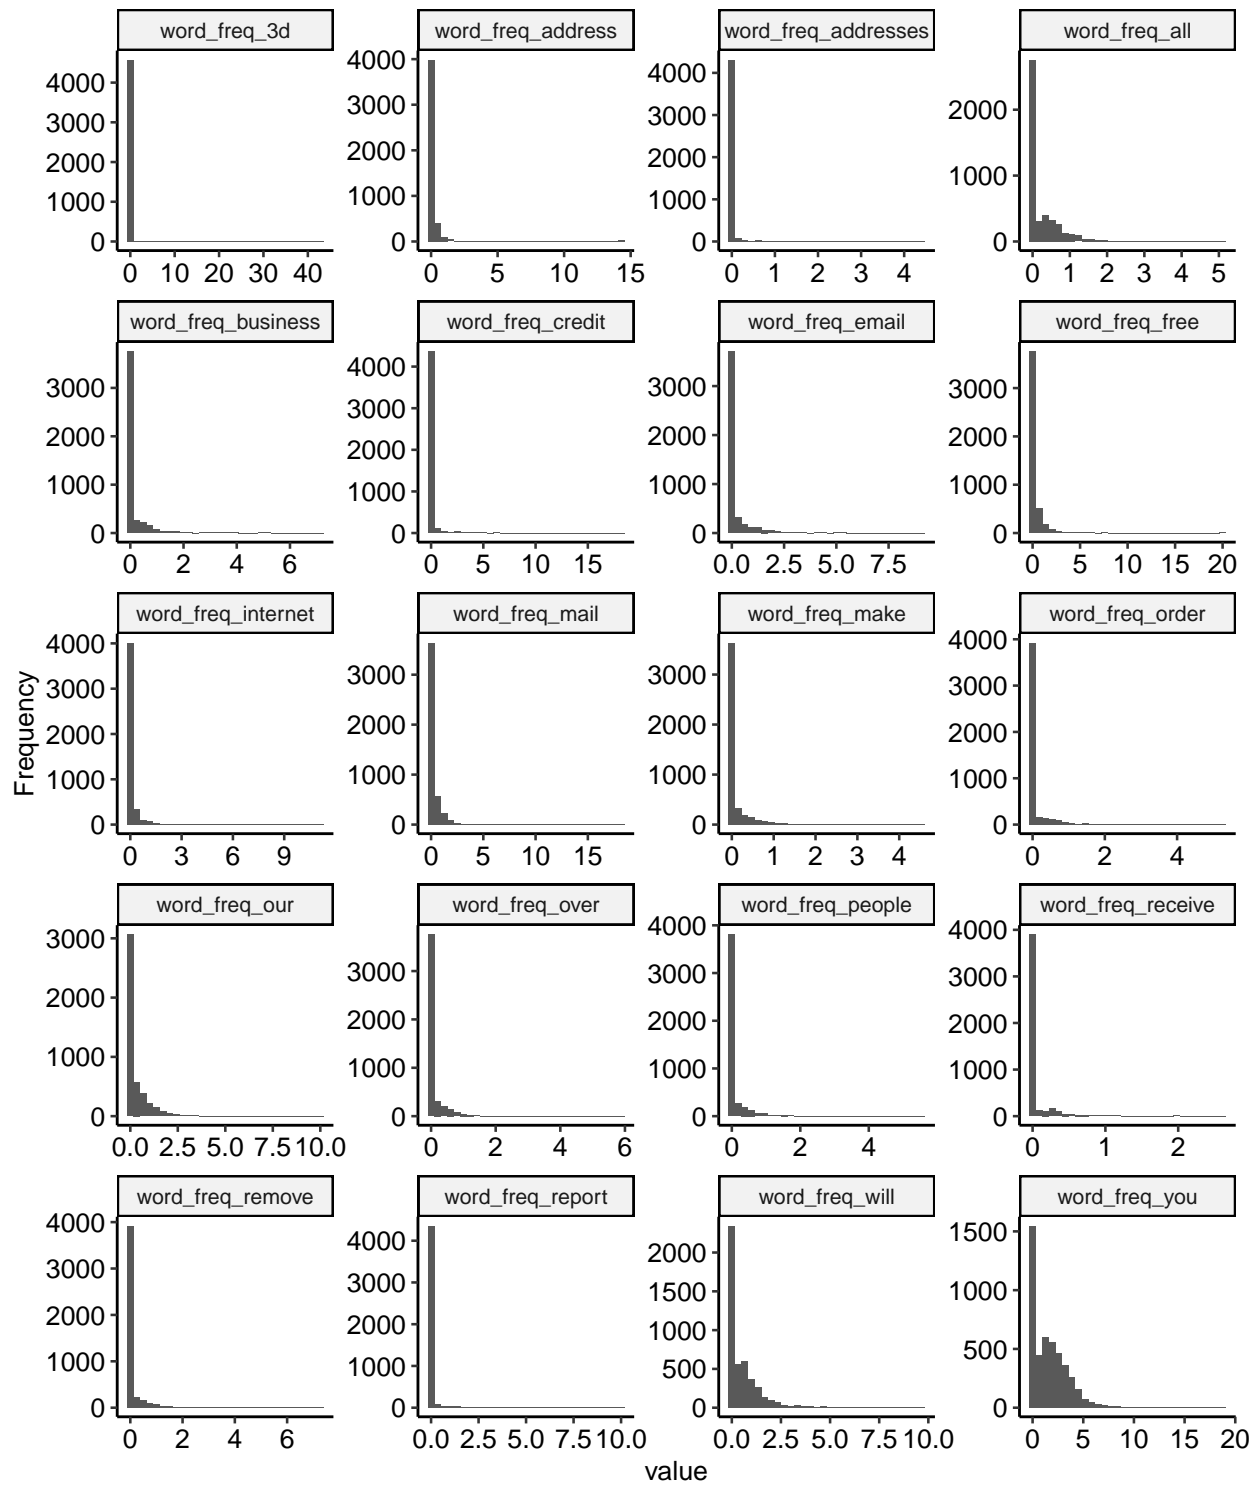 word_freq_3d word_freq_address word_freq_addresses word_freq_all
4000 3000 2000 1000 0
0 10 20 30 40
4000 3000 2000 1000 0
0 5 10 15
4000 3000 2000 1000 0
0 1 2 3 4
2000 1000 0
0 1 2 3 4 5
word_freq_business word_freq_credit word_freq_email word_freq_free
3000 2000 1000 0
0 2 4 6
4000 3000 2000 1000 0
0 5 10 15
3000 2000 1000 0
0.0 2.5 5.0 7.5
3000 2000 1000 0
0 5 10 15 20
Frequency
word_freq_internet word_freq_mail word_freq_make word_freq_order
4000 3000 2000 1000 0
0 3 6 9
3000 2000 1000 0
0 5 10 15
3000 2000 1000 0
0 1 2 3 4
4000 3000 2000 1000 0
0 2 4
word_freq_our word_freq_over word_freq_people word_freq_receive
3000 2000 1000 0
0.0 2.5 5.0 7.5 10.0
3000 2000 1000 0
0 2 4 6
4000 3000 2000 1000 0
0 2 4
4000 3000 2000 1000 0
0 1 2
word_freq_remove word_freq_report word_freq_will word_freq_you
4000 3000 2000 1000 0
0 2 4 6
4000 3000 2000 1000 0
0.0 2.5 5.0 7.5 10.0
2000 1500 1000 500 0
0.0 2.5 5.0 7.5 10.0
1500 1000 500 0
0 5 10 15 20
value